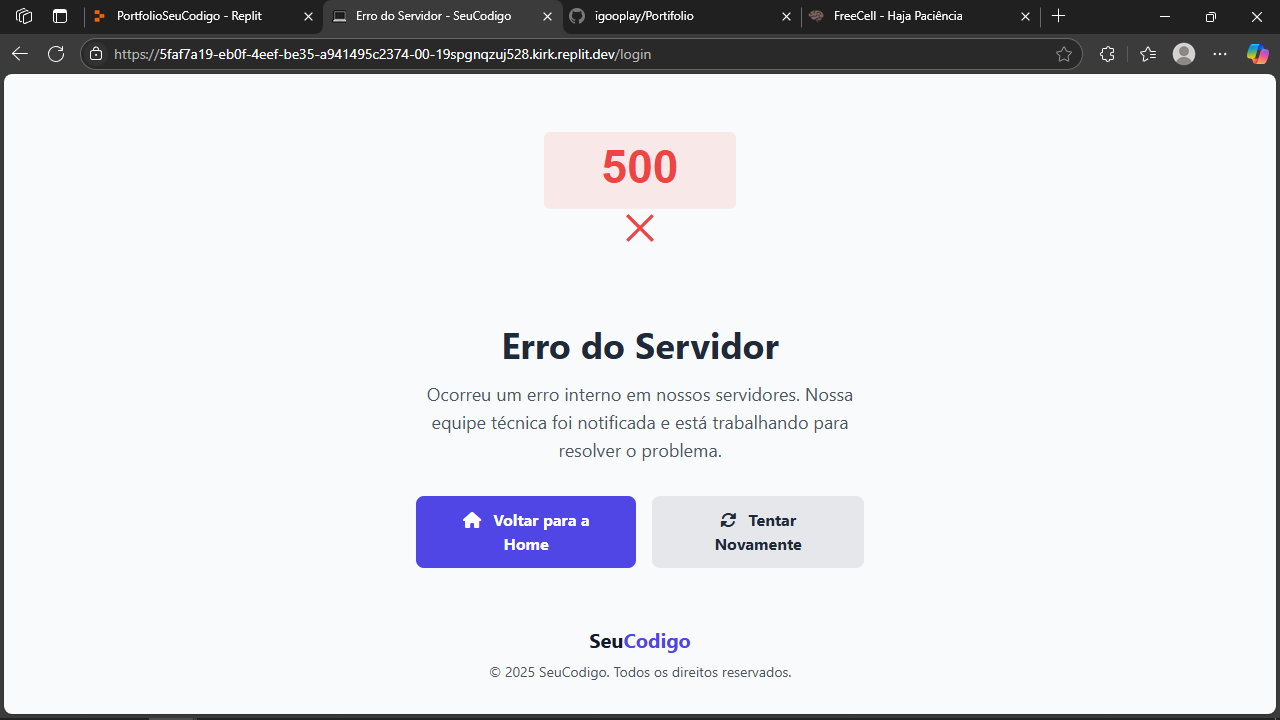 PortfolioSeuCodigo - Replit
Erro do Servidor - SeuCodigo
igooplay/Portifolio
FreeCell - Haja Paciência
https://5faf7a19-eb0f-4eef-be35-a941495c2374-00-19spgnqzuj528.kirk.replit.dev/login
500
Erro do Servidor
Ocorreu um erro interno em nossos servidores. Nossa
equipe técnica foi notificada e está trabalhando para
resolver o problema.
Voltar para a
Home
Tentar
Novamente
SeuCodigo
© 2025 SeuCodigo. Todos os direitos reservados.